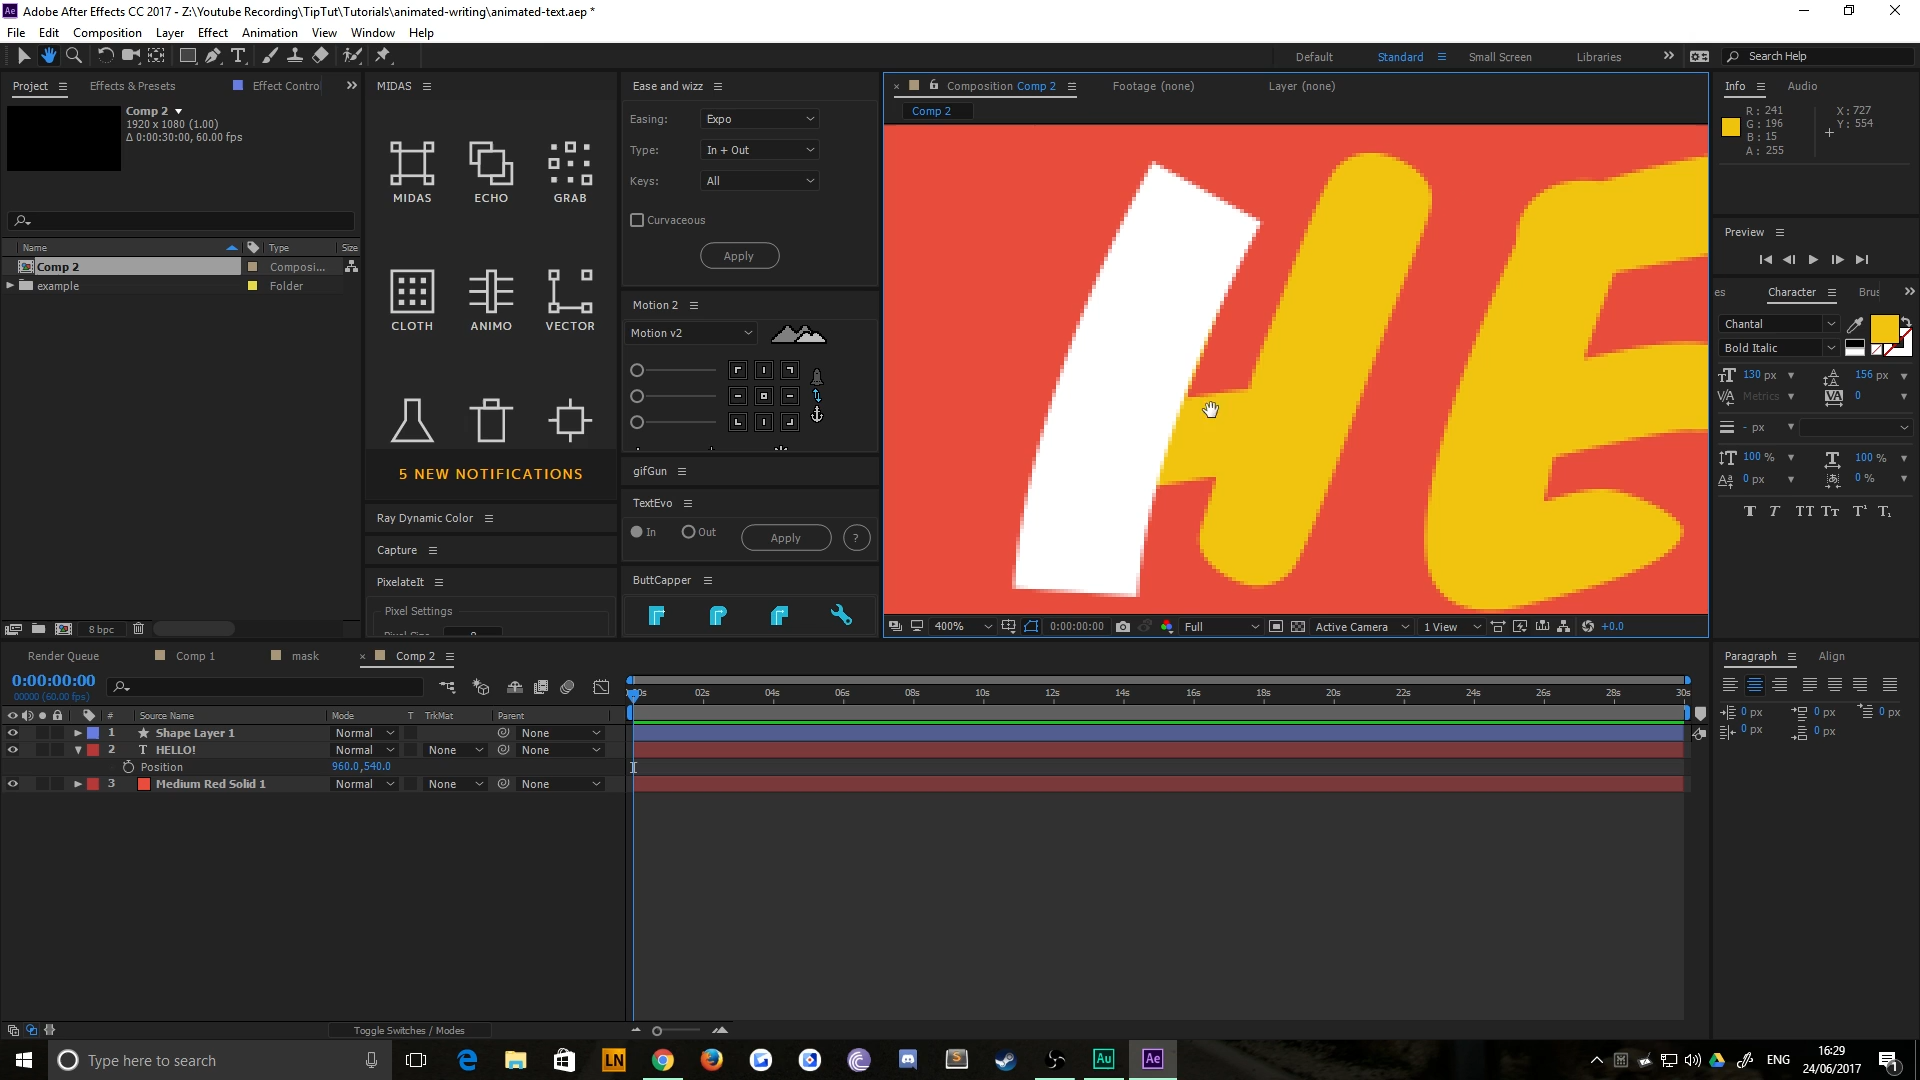 Adobe After Effects CC 2017 - Z:\Youtube Recording\TipTut\Tutorials\animated-writing\animated-text.aep *
File Edit Composition Layer Effect Animation View Window Help
Default Standard Small Screen Libraries Search Help
Project Effects & Presets Effect Control
Comp 2
1920 x 1080 (1.00)
Δ 0:00:30:00, 60.00 fps
Name Type Size
Comp 2 Composi...
example Folder
8 bpc
MIDAS
MIDAS ECHO GRAB
CLOTH ANIMO VECTOR
5 NEW NOTIFICATIONS
Ray Dynamic Color
Capture
PixelateIt
Pixel Settings
Ease and wizz
Easing: Expo
Type: In + Out
Keys: All
Curvaceous
Apply
Motion 2
Motion v2
gifGun
TextEvo
In Out Apply ?
ButtCapper
Composition Comp 2 Footage (none) Layer (none)
Comp 2
HE
400% 0:00:00:00 Full Active Camera 1 View +0.0
Info Audio
R: 241 X: 727
G: 196 Y: 554
B: 15
A: 255
Preview
es Character Brus
Chantal
Bold Italic
130 px 156 px
Metrics 0
- px
100 % 100 %
0 px 0 %
Paragraph Align
0 px 0 px 0 px
0 px 0 px
Render Queue Comp 1 mask Comp 2
0:00:00:00
00000 (60.00 fps)
02s 04s 06s 08s 10s 12s 14s 16s 18s 20s 22s 24s 26s 28s 30s
# Source Name Mode T TrkMat Parent
1 Shape Layer 1 Normal None
2 T HELLO! Normal None None
Position 960.0,540.0
3 Medium Red Solid 1 Normal None None
Toggle Switches / Modes
Type here to search
LN Au Ae
ENG 16:29
24/06/2017
1